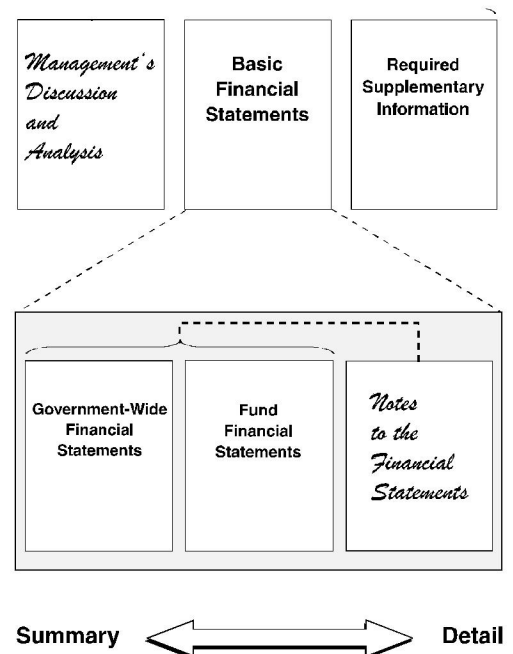 Management's
Discussion
and
Analysis
Basic
Financial
Statements
Required
Supplementary
Information
Government-Wide
Financial
Statements
Fund
Financial
Statements
Notes
to the
Financial
Statements
Summary
Detail